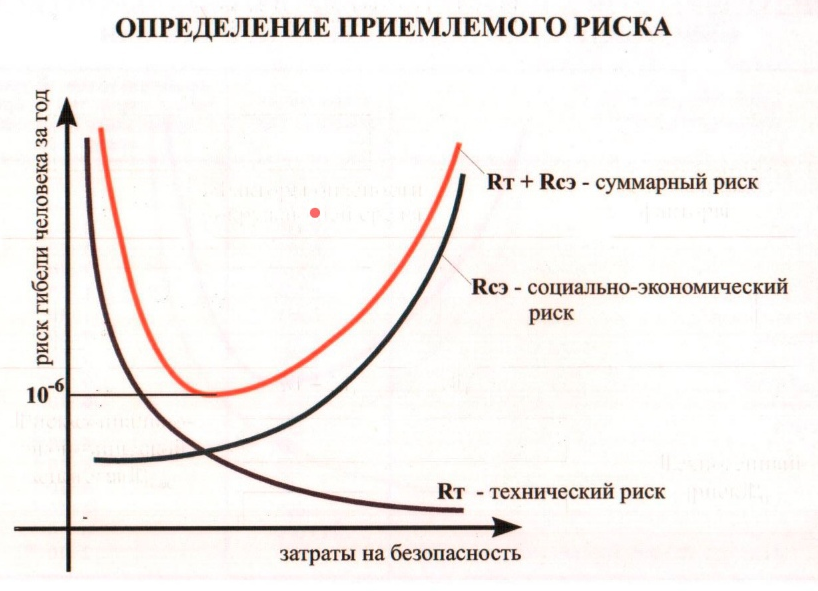 ОПРЕДЕЛЕНИЕ ПРИЕМЛЕМОГО РИСКА
риск гибели человека за год
Rт + Rсэ - суммарный риск
Rсэ - социально-экономический
риск
10⁻⁶
Rт - технический риск
затраты на безопасность